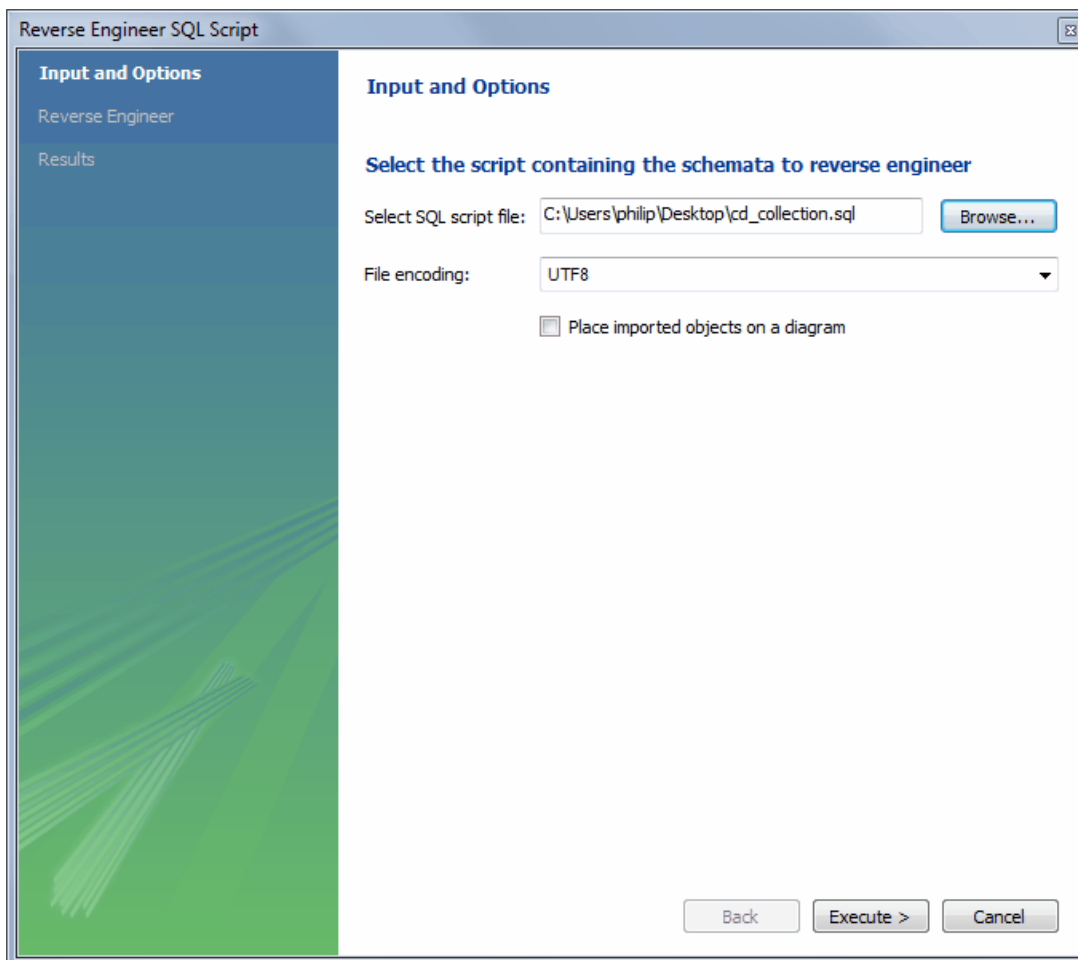 Reverse Engineer SQL Script
Input and Options
Reverse Engineer
Results
Input and Options
Select the script containing the schemata to reverse engineer
Select SQL script file: C:\Users\philip\Desktop\cd_collection.sql Browse...
File encoding: UTF8
Place imported objects on a diagram
Back Execute > Cancel